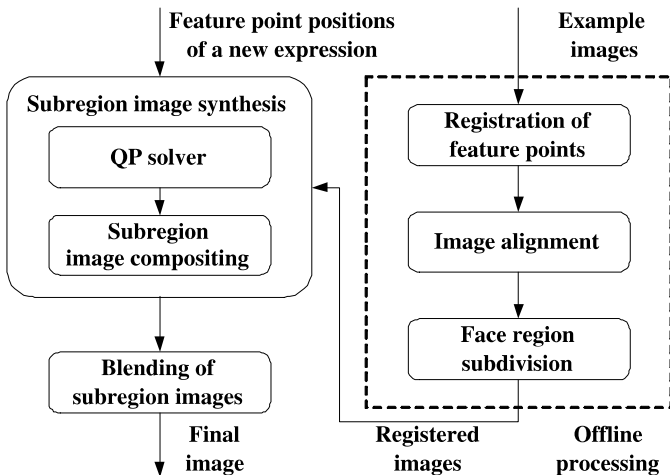 Feature point positions
of a new expression
Subregion image synthesis
QP solver
Subregion
image compositing
Blending of
subregion images
Final
image
Example
images
Registration of
feature points
Image alignment
Face region
subdivision
Registered
images
Offline
processing